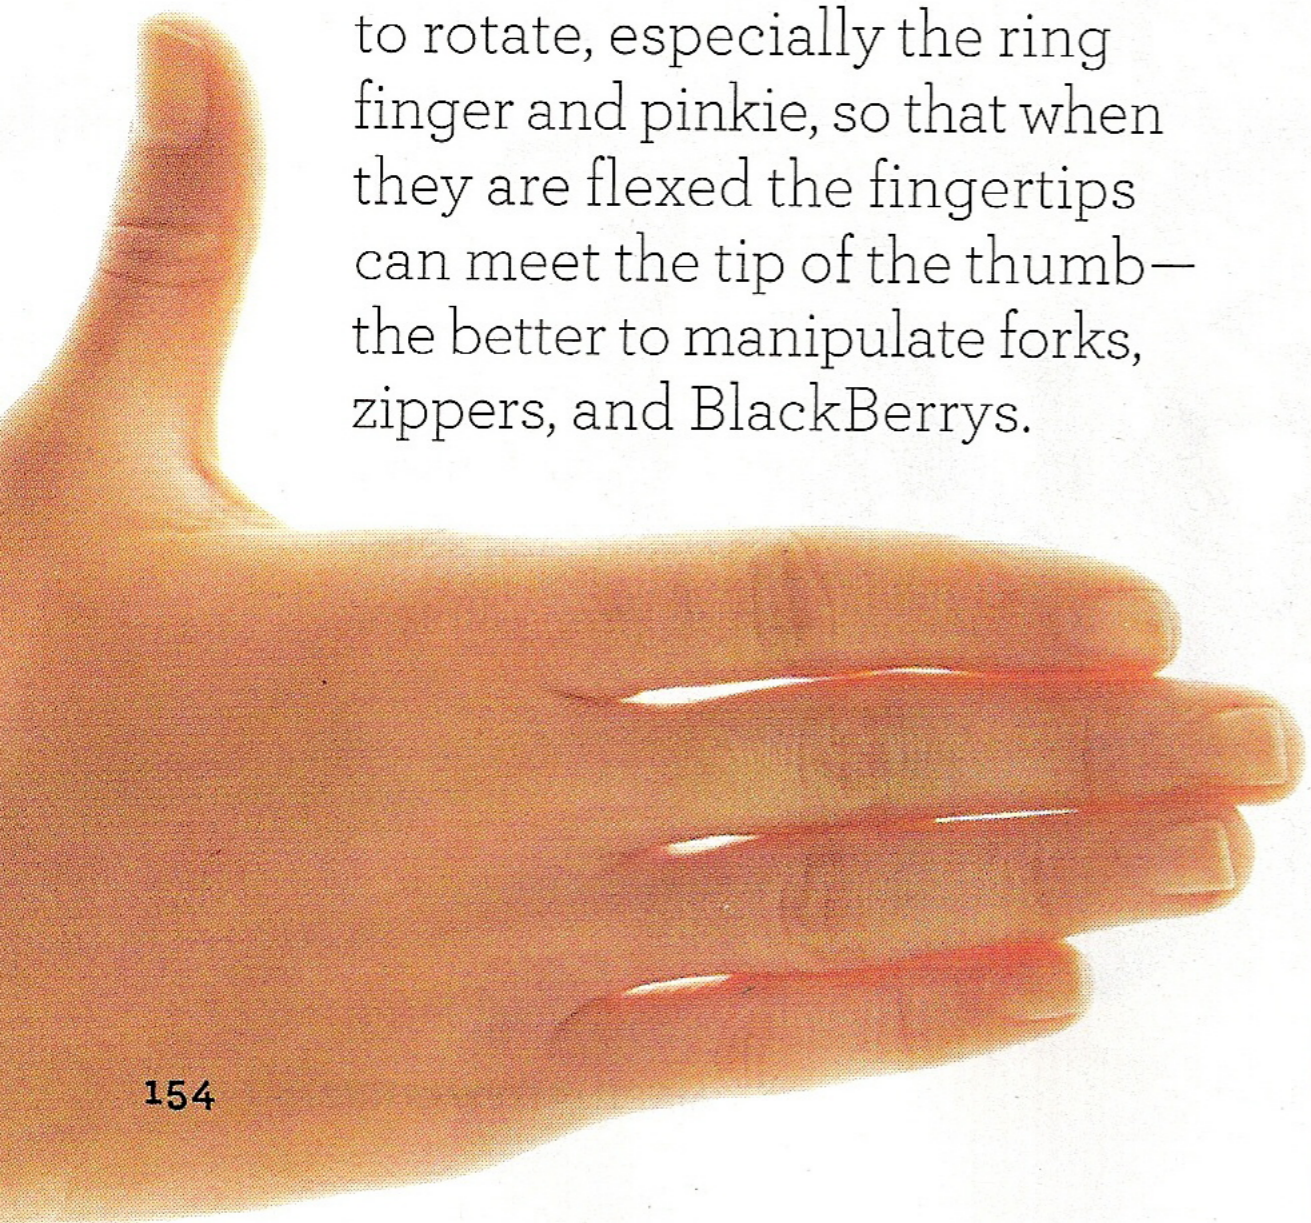 to rotate, especially the ring
finger and pinkie, so that when
they are flexed the fingertips
can meet the tip of the thumb—
the better to manipulate forks,
zippers, and BlackBerrys.
154